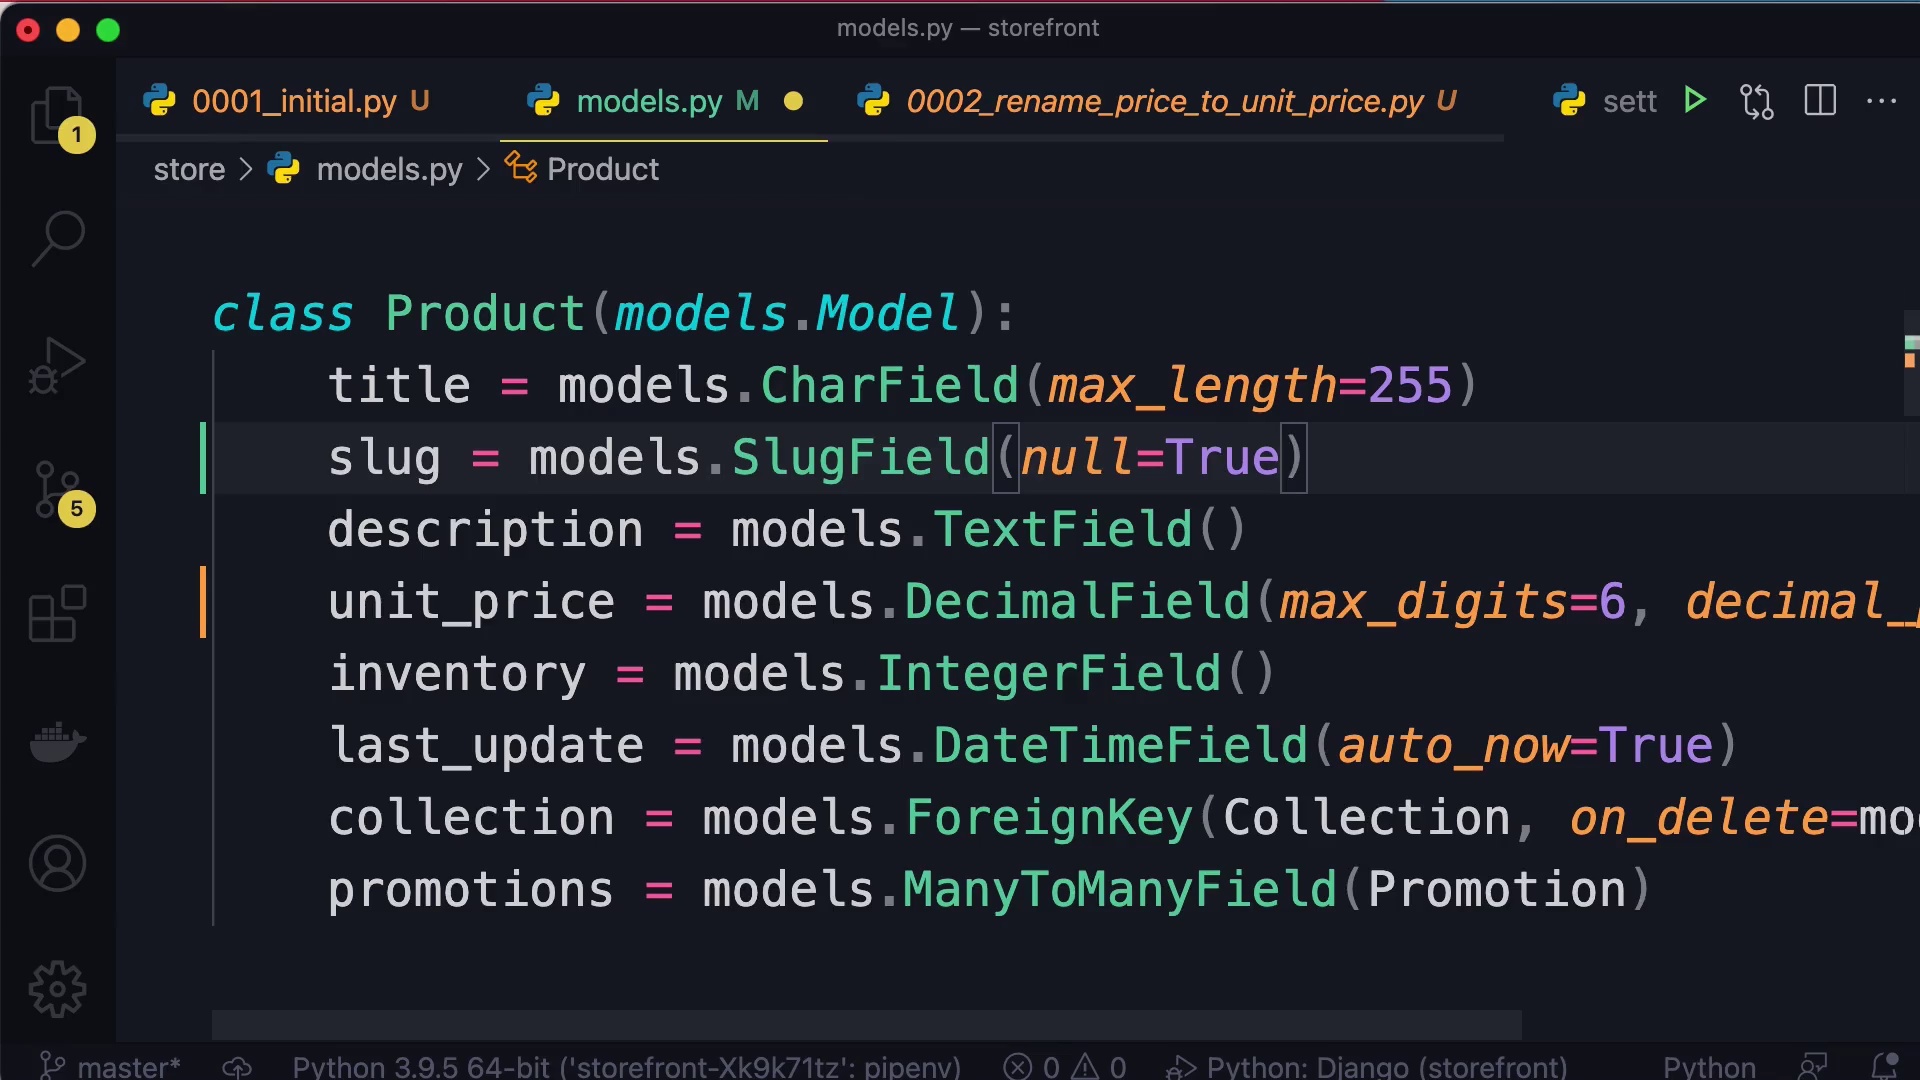 models.py — storefront
0001_initial.py U
models.py M
0002_rename_price_to_unit_price.py U
sett
1
store > models.py > Product
class Product(models.Model):
title = models.CharField(max_length=255)
slug = models.SlugField(null=True)
description = models.TextField()
unit_price = models.DecimalField(max_digits=6, decimal_
inventory = models.IntegerField()
last_update = models.DateTimeField(auto_now=True)
collection = models.ForeignKey(Collection, on_delete=mo
promotions = models.ManyToManyField(Promotion)
5
master* Python 3.9.5 64-bit ('storefront-Xk9k71tz': pipenv) 0 0 Python: Django (storefront) Python